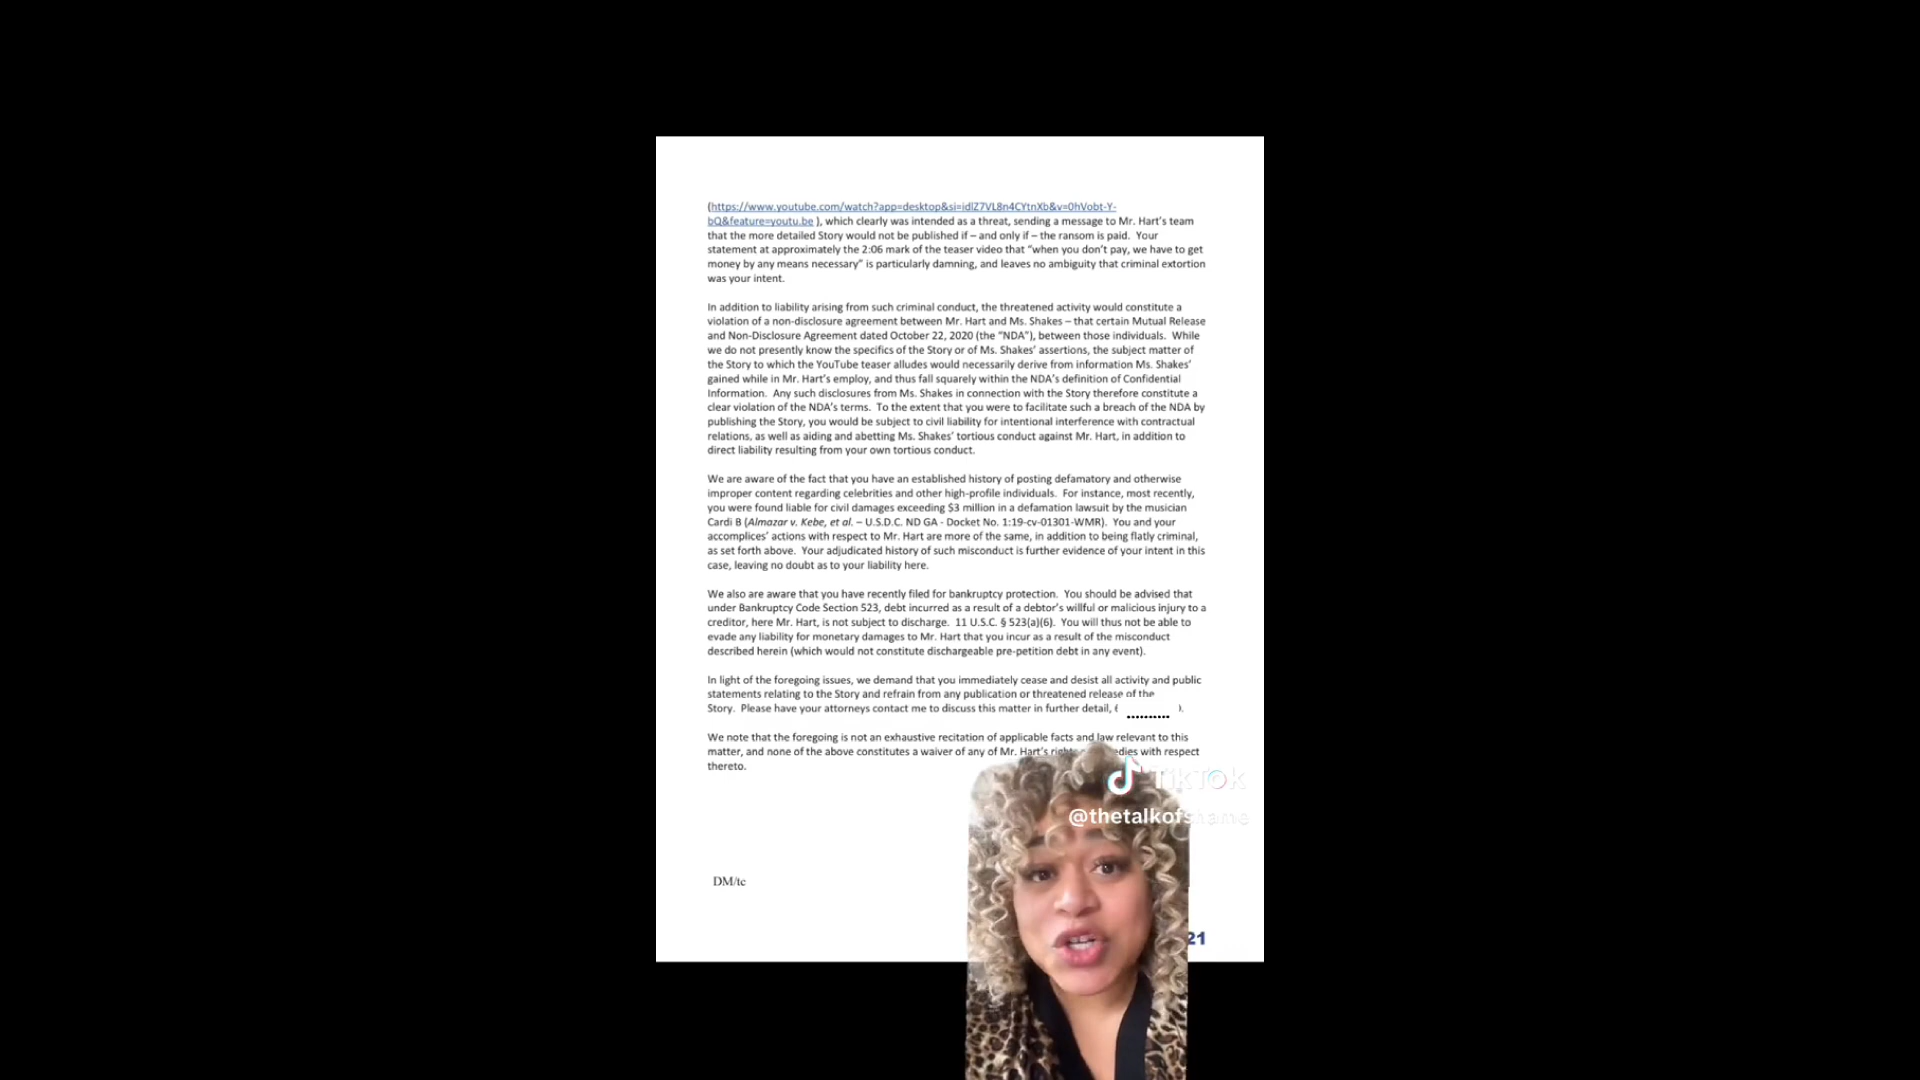 (https://www.youtube.com/watch?app=desktop&si=idlZ7VL8n4CYtnXb&v=0hVobt-Y-
bQ&feature=youtu.be ), which clearly was intended as a threat, sending a message to Mr. Hart's team
that the more detailed Story would not be published if – and only if – the ransom is paid. Your
statement at approximately the 2:06 mark of the teaser video that “when you don't pay, we have to get
money by any means necessary” is particularly damning, and leaves no ambiguity that criminal extortion
was your intent.
In addition to liability arising from such criminal conduct, the threatened activity would constitute a
violation of a non-disclosure agreement between Mr. Hart and Ms. Shakes – that certain Mutual Release
and Non-Disclosure Agreement dated October 22, 2020 (the “NDA”), between those individuals. While
we do not presently know the specifics of the Story or of Ms. Shakes' assertions, the subject matter of
the Story to which the YouTube teaser alludes would necessarily derive from information Ms. Shakes'
gained while in Mr. Hart's employ, and thus fall squarely within the NDA's definition of Confidential
Information. Any such disclosures from Ms. Shakes in connection with the Story therefore constitute a
clear violation of the NDA's terms. To the extent that you were to facilitate such a breach of the NDA by
publishing the Story, you would be subject to civil liability for intentional interference with contractual
relations, as well as aiding and abetting Ms. Shakes' tortious conduct against Mr. Hart, in addition to
direct liability resulting from your own tortious conduct.
We are aware of the fact that you have an established history of posting defamatory and otherwise
improper content regarding celebrities and other high-profile individuals. For instance, most recently,
you were found liable for civil damages exceeding $3 million in a defamation lawsuit by the musician
Cardi B (Almazar v. Kebe, et al. – U.S.D.C. ND GA - Docket No. 1:19-cv-01301-WMR). You and your
accomplices' actions with respect to Mr. Hart are more of the same, in addition to being flatly criminal,
as set forth above. Your adjudicated history of such misconduct is further evidence of your intent in this
case, leaving no doubt as to your liability here.
We also are aware that you have recently filed for bankruptcy protection. You should be advised that
under Bankruptcy Code Section 523, debt incurred as a result of a debtor's willful or malicious injury to a
creditor, here Mr. Hart, is not subject to discharge. 11 U.S.C. § 523(a)(6). You will thus not be able to
evade any liability for monetary damages to Mr. Hart that you incur as a result of the misconduct
described herein (which would not constitute dischargeable pre-petition debt in any event).
In light of the foregoing issues, we demand that you immediately cease and desist all activity and public
statements relating to the Story and refrain from any publication or threatened release of the
Story. Please have your attorneys contact me to discuss this matter in further detail,
We note that the foregoing is not an exhaustive recitation of applicable facts and law relevant to this
matter, and none of the above constitutes a waiver of any of Mr. Hart's with respect
thereto.
TikTok
@thetalkofshame
DM/tc
21